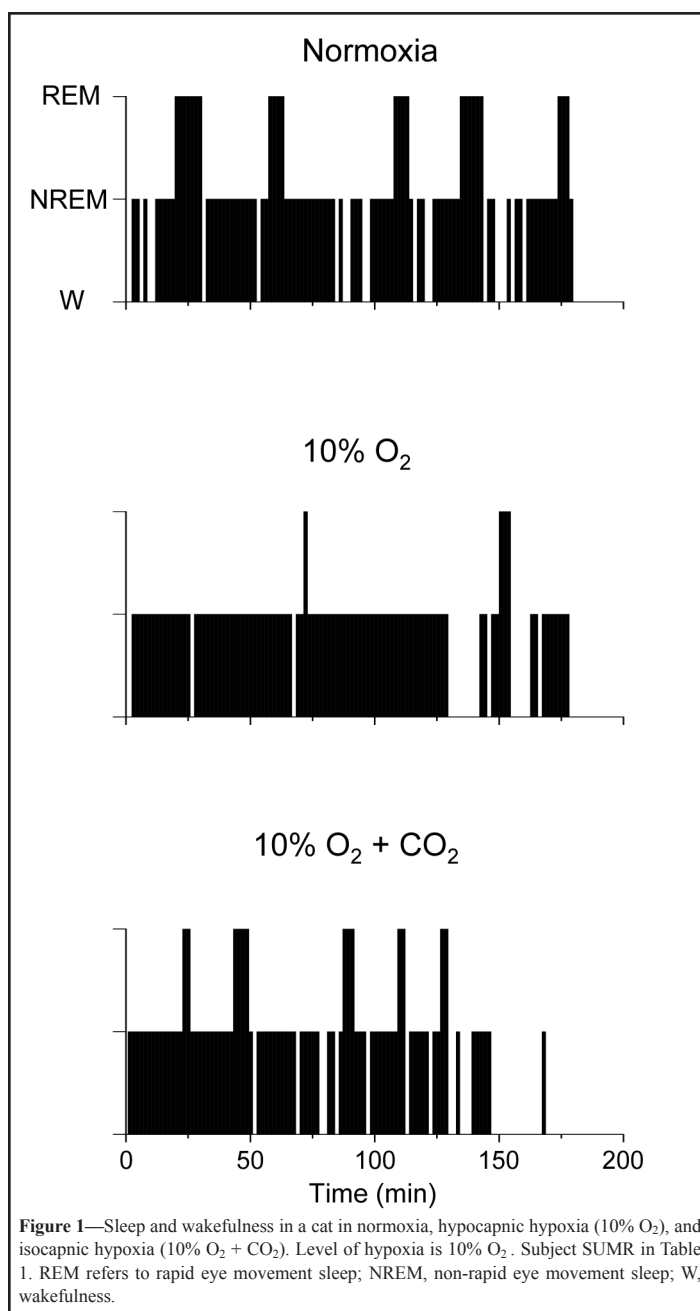 Normoxia
REM
NREM
W
10% O₂
10% O₂ + CO₂
0 50 100 150 200
Time (min)
Figure 1—Sleep and wakefulness in a cat in normoxia, hypocapnic hypoxia (10% O₂), and
isocapnic hypoxia (10% O₂ + CO₂). Level of hypoxia is 10% O₂ . Subject SUMR in Table
1. REM refers to rapid eye movement sleep; NREM, non-rapid eye movement sleep; W,
wakefulness.